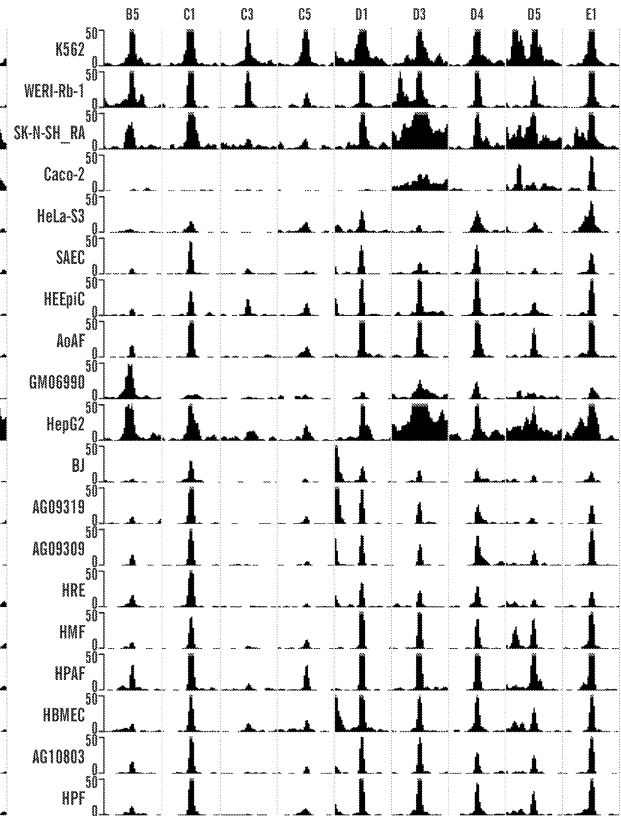 B5 C1 C3 C5 D1 D3 D4 D5 E1
50
K562
0
50
WERI-Rb-1
0
50
SK-N-SH_RA
0
50
Caco-2
0
50
HeLa-S3
0
50
SAEC
0
50
HEEpiC
0
50
AoAF
0
50
GM06990
0
50
HepG2
0
50
BJ
0
50
AG09319
0
50
AG09309
0
50
HRE
0
50
HMF
0
50
HPAF
0
50
HBMEC
0
50
AG10803
0
50
HPF
0